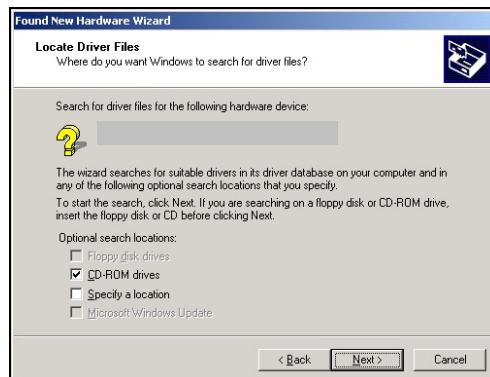 Found New Hardware Wizard
Locate Driver Files
Where do you want Windows to search for driver files?
Search for driver files for the following hardware device:
The wizard searches for suitable drivers in its driver database on your computer and in
any of the following optional search locations that you specify.
To start the search, click Next. If you are searching on a floppy disk or CD-ROM drive,
insert the floppy disk or CD before clicking Next.
Optional search locations:
Floppy disk drives
CD-ROM drives
Specify a location
Microsoft Windows Update
< Back Next > Cancel